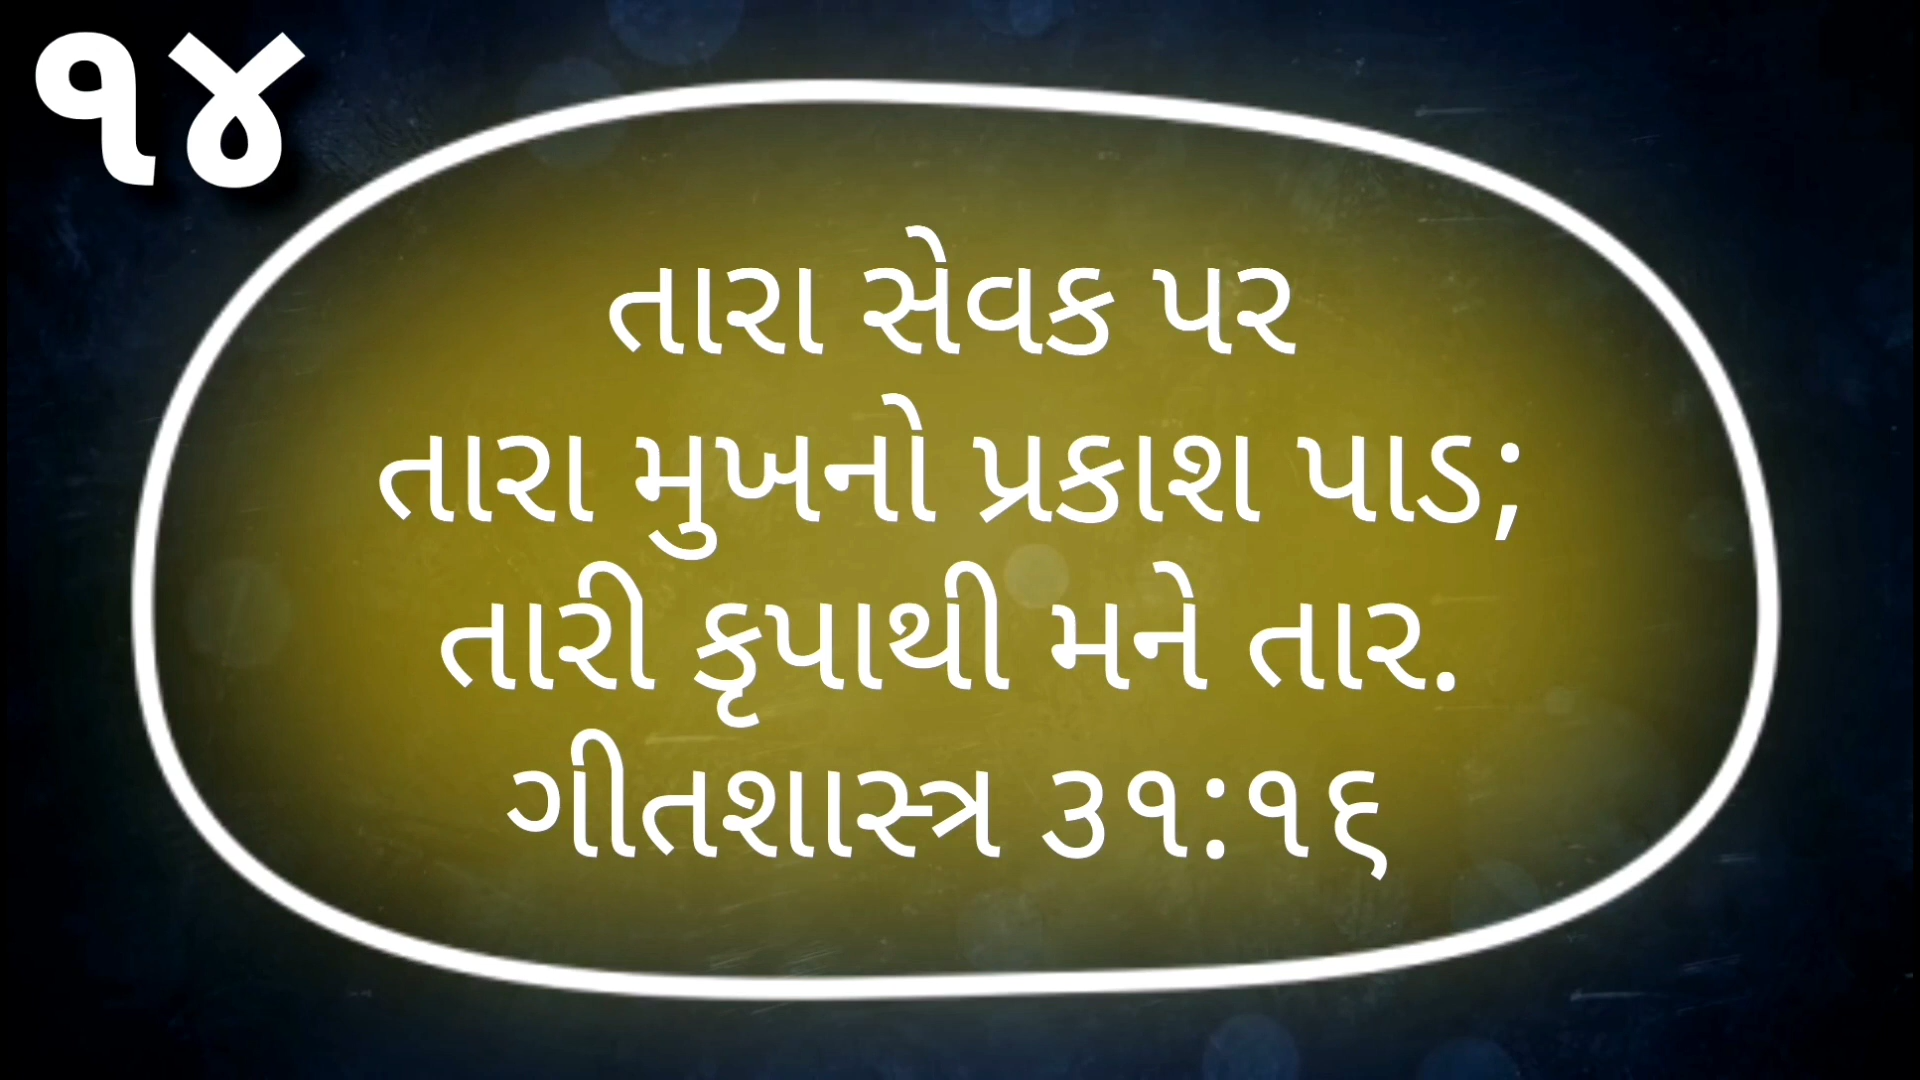 ૧૪
તારા સેવક પર
તારા મુખનો પ્રકાશ પાડ;
તારી કૃપાથી મને તાર.
ગીતશાસ્ત્ર ૩૧:૧૬